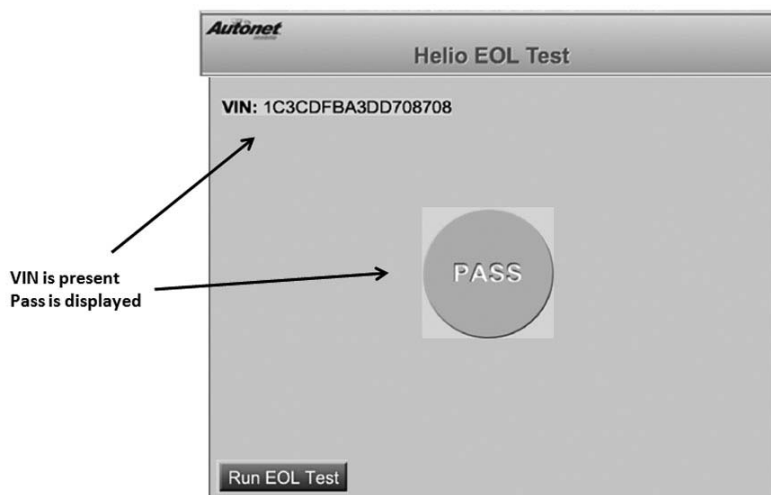 Autonet
Helio EOL Test
VIN: 1C3CDFBA3DD708708
VIN is present
Pass is displayed
PASS
Run EOL Test